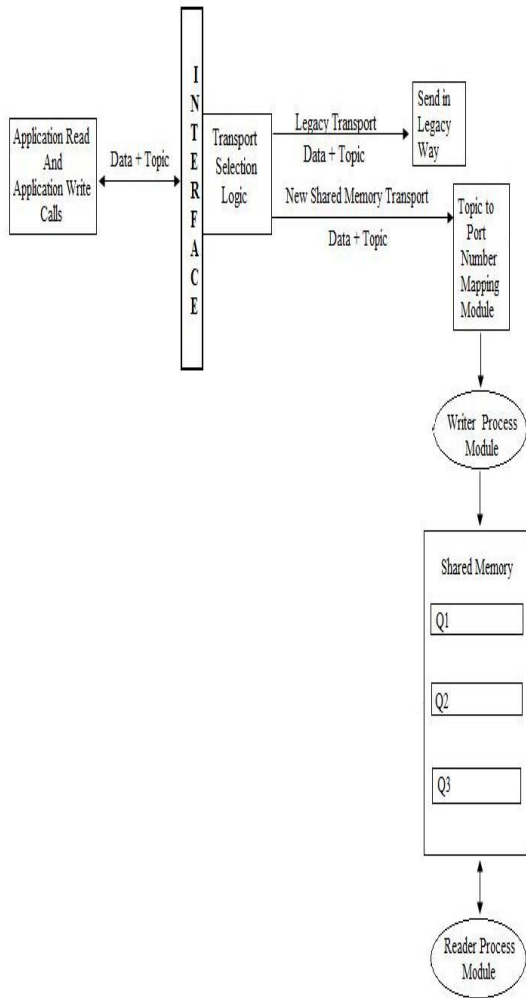 Application Read
And
Application Write
Calls
Data + Topic
INTERFACE
Transport
Selection
Logic
Legacy Transport
Data + Topic
Send in
Legacy
Way
New Shared Memory Transport
Data + Topic
Topic to
Port
Number
Mapping
Module
Writer Process
Module
Shared Memory
Q1
Q2
Q3
Reader Process
Module